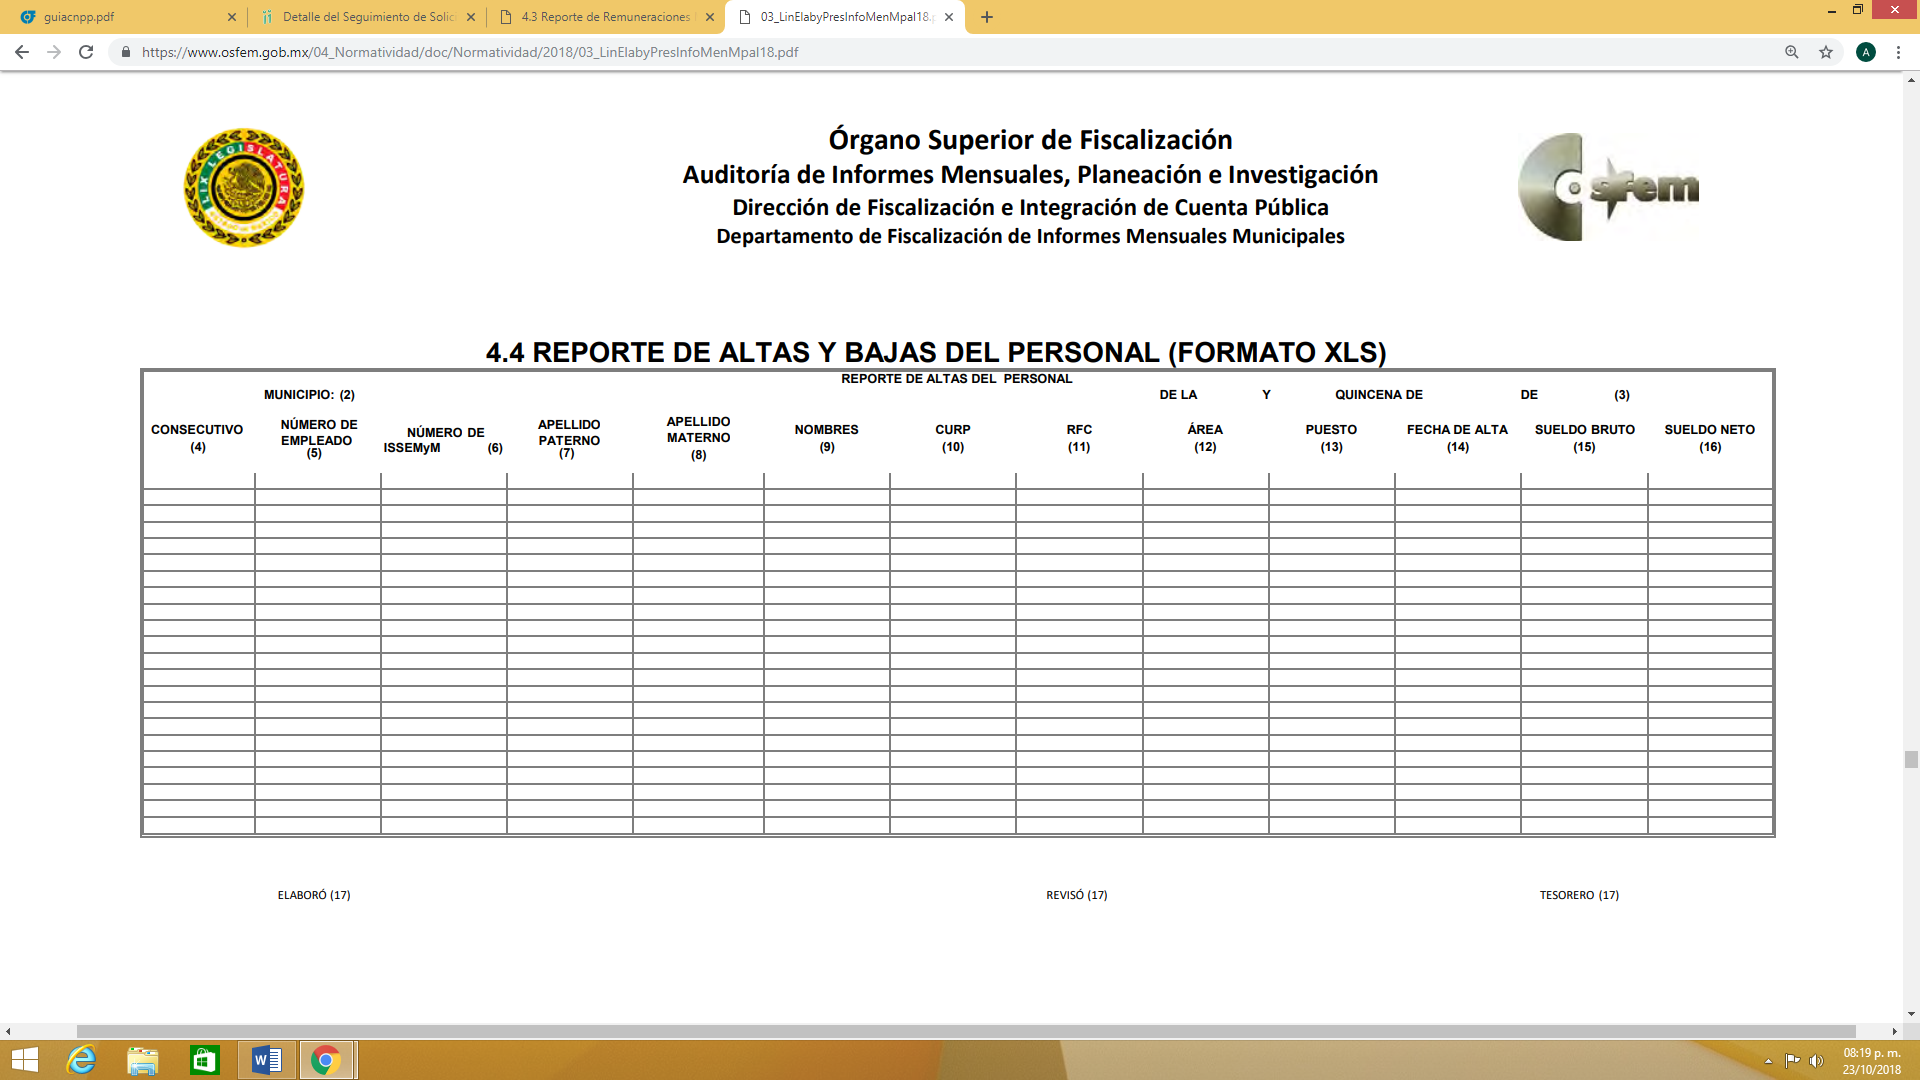 guiacnpp.pdf
Detalle del Seguimiento de Solic
4.3 Reporte de Remuneraciones
03_LinElabyPresInfoMenMpal18.p
https://www.osfem.gob.mx/04_Normatividad/doc/Normatividad/2018/03_LinElabyPresInfoMenMpal18.pdf
A
LIX LEGISLATURA
Órgano Superior de Fiscalización
Auditoría de Informes Mensuales, Planeación e Investigación
Dirección de Fiscalización e Integración de Cuenta Pública
Departamento de Fiscalización de Informes Mensuales Municipales
osfem
4.4 REPORTE DE ALTAS Y BAJAS DEL PERSONAL (FORMATO XLS)
REPORTE DE ALTAS DEL PERSONAL
MUNICIPIO: (2) DE LA Y QUINCENA DE DE (3)
CONSECUTIVO (4)
NÚMERO DE EMPLEADO (5)
NÚMERO DE ISSEMyM (6)
APELLIDO PATERNO (7)
APELLIDO MATERNO (8)
NOMBRES (9)
CURP (10)
RFC (11)
ÁREA (12)
PUESTO (13)
FECHA DE ALTA (14)
SUELDO BRUTO (15)
SUELDO NETO (16)
ELABORÓ (17) REVISÓ (17) TESORERO (17)
08:19 p. m.
23/10/2018